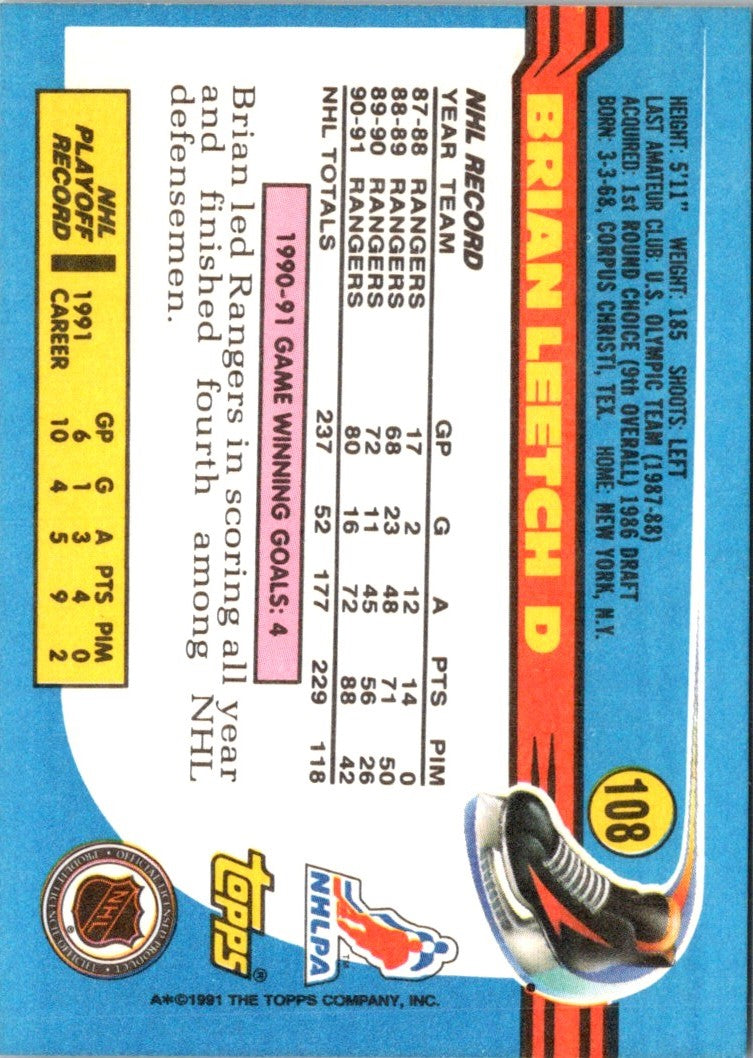 HEIGHT: 5'11" WEIGHT: 185 SHOOTS: LEFT
LAST AMATEUR CLUB: U.S. OLYMPIC TEAM (1987-88)
ACQUIRED: 1st ROUND CHOICE (9th OVERALL) 1986 DRAFT
BORN: 3-3-68, CORPUS CHRISTI, TEX. HOME: NEW YORK, N.Y.
108
BRIAN LEETCH D
NHL RECORD
YEAR TEAM GP G A PTS PIM
87-88 RANGERS 17 2 12 14 0
88-89 RANGERS 68 23 48 71 50
89-90 RANGERS 72 11 45 56 26
90-91 RANGERS 80 16 72 88 42
NHL TOTALS 237 52 177 229 118
1990-91 GAME WINNING GOALS: 4
Brian led Rangers in scoring all year
and finished fourth among NHL
defensemen.
NHL PLAYOFF RECORD
GP G A PTS PIM
1991 6 1 3 4 0
CAREER 10 4 5 9 2
NHLPA TM
TOPPS ®
NHL ®
OFFICIAL LICENSED PRODUCT
A*©1991 THE TOPPS COMPANY, INC.